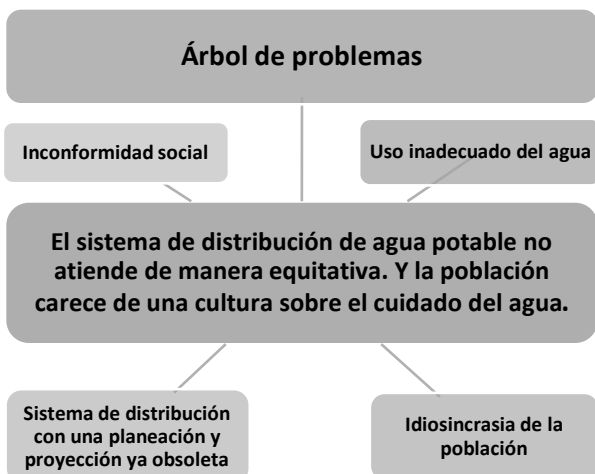 Árbol de problemas
Inconformidad social
Uso inadecuado del agua
El sistema de distribución de agua potable no
atiende de manera equitativa. Y la población
carece de una cultura sobre el cuidado del agua.
Sistema de distribución
con una planeación y
proyección ya obsoleta
Idiosincrasia de la
población